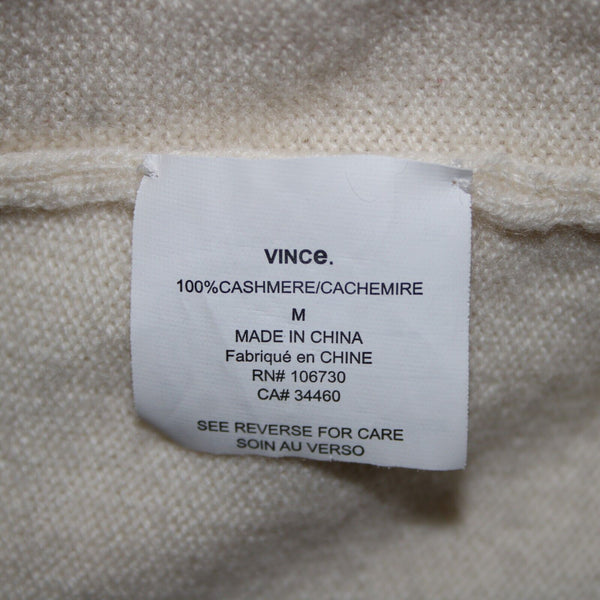 VINCe.
100%CASHMERE/CACHEMIRE
M
MADE IN CHINA
Fabriqué en CHINE
RN# 106730
CA# 34460
SEE REVERSE FOR CARE
SOIN AU VERSO